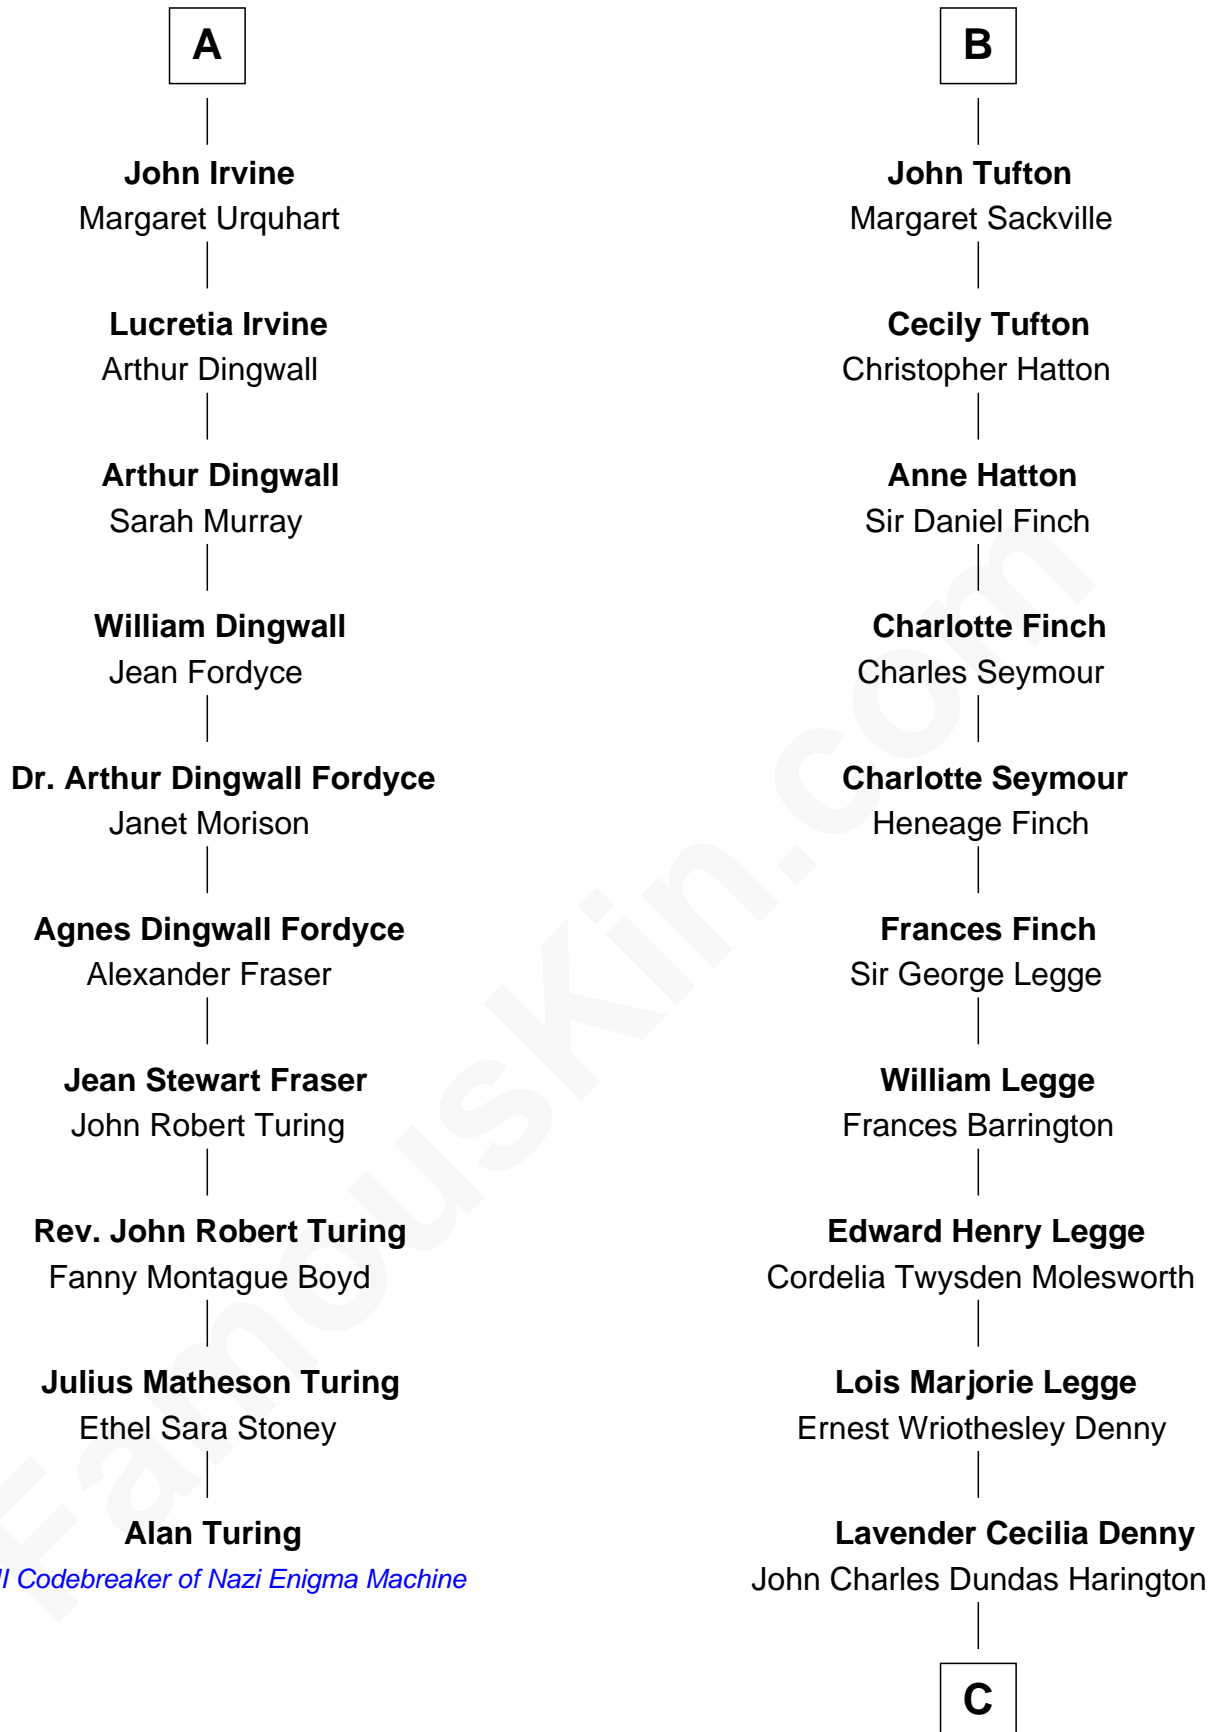 A
John Irvine
Margaret Urquhart
Lucretia Irvine
Arthur Dingwall
Arthur Dingwall
Sarah Murray
William Dingwall
Jean Fordyce
Dr. Arthur Dingwall Fordyce
Janet Morison
Agnes Dingwall Fordyce
Alexander Fraser
Jean Stewart Fraser
John Robert Turing
Rev. John Robert Turing
Fanny Montague Boyd
Julius Matheson Turing
Ethel Sara Stoney
Alan Turing
I Codebreaker of Nazi Enigma Machine
B
John Tufton
Margaret Sackville
Cecily Tufton
Christopher Hatton
Anne Hatton
Sir Daniel Finch
Charlotte Finch
Charles Seymour
Charlotte Seymour
Heneage Finch
Frances Finch
Sir George Legge
William Legge
Frances Barrington
Edward Henry Legge
Cordelia Twysden Molesworth
Lois Marjorie Legge
Ernest Wriothesley Denny
Lavender Cecilia Denny
John Charles Dundas Harington
C
FamousKin.com